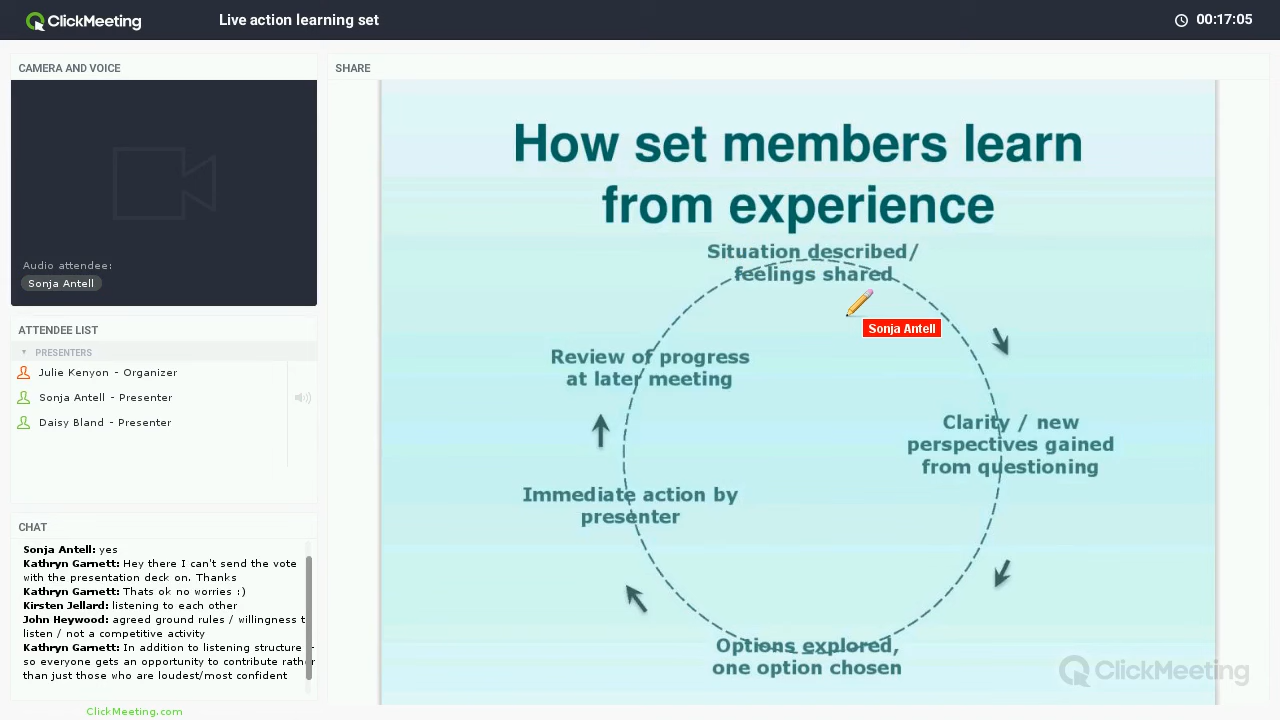 ClickMeeting
Live action learning set
00:17:05
CAMERA AND VOICE
Audio attendee:
Sonja Antell
ATTENDEE LIST
PRESENTERS
Julie Kenyon - Organizer
Sonja Antell - Presenter
Daisy Bland - Presenter
CHAT
Sonja Antell: yes
Kathryn Garnett: Hey there I can't send the vote
with the presentation deck on. Thanks
Kathryn Garnett: Thats ok no worries :)
Kirsten Jellard: listening to each other
John Heywood: agreed ground rules / willingness t
listen / not a competitive activity
Kathryn Garnett: In addition to listening structure -
so everyone gets an opportunity to contribute rather
than just those who are loudest/most confident
ClickMeeting.com
SHARE
How set members learn
from experience
Situation described/
feelings shared
Sonja Antell
Review of progress
at later meeting
Clarity / new
perspectives gained
from questioning
Immediate action by
presenter
Options explored,
one option chosen
ClickMeeting